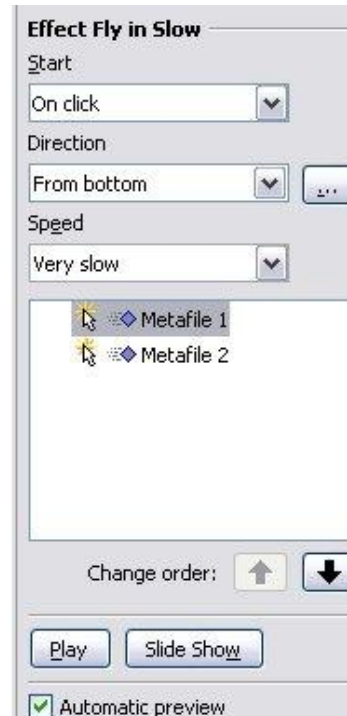 Effect Fly in Slow
Start
On click
Direction
From bottom
...
Speed
Very slow
Metafile 1
Metafile 2
Change order:
Play Slide Show
Automatic preview